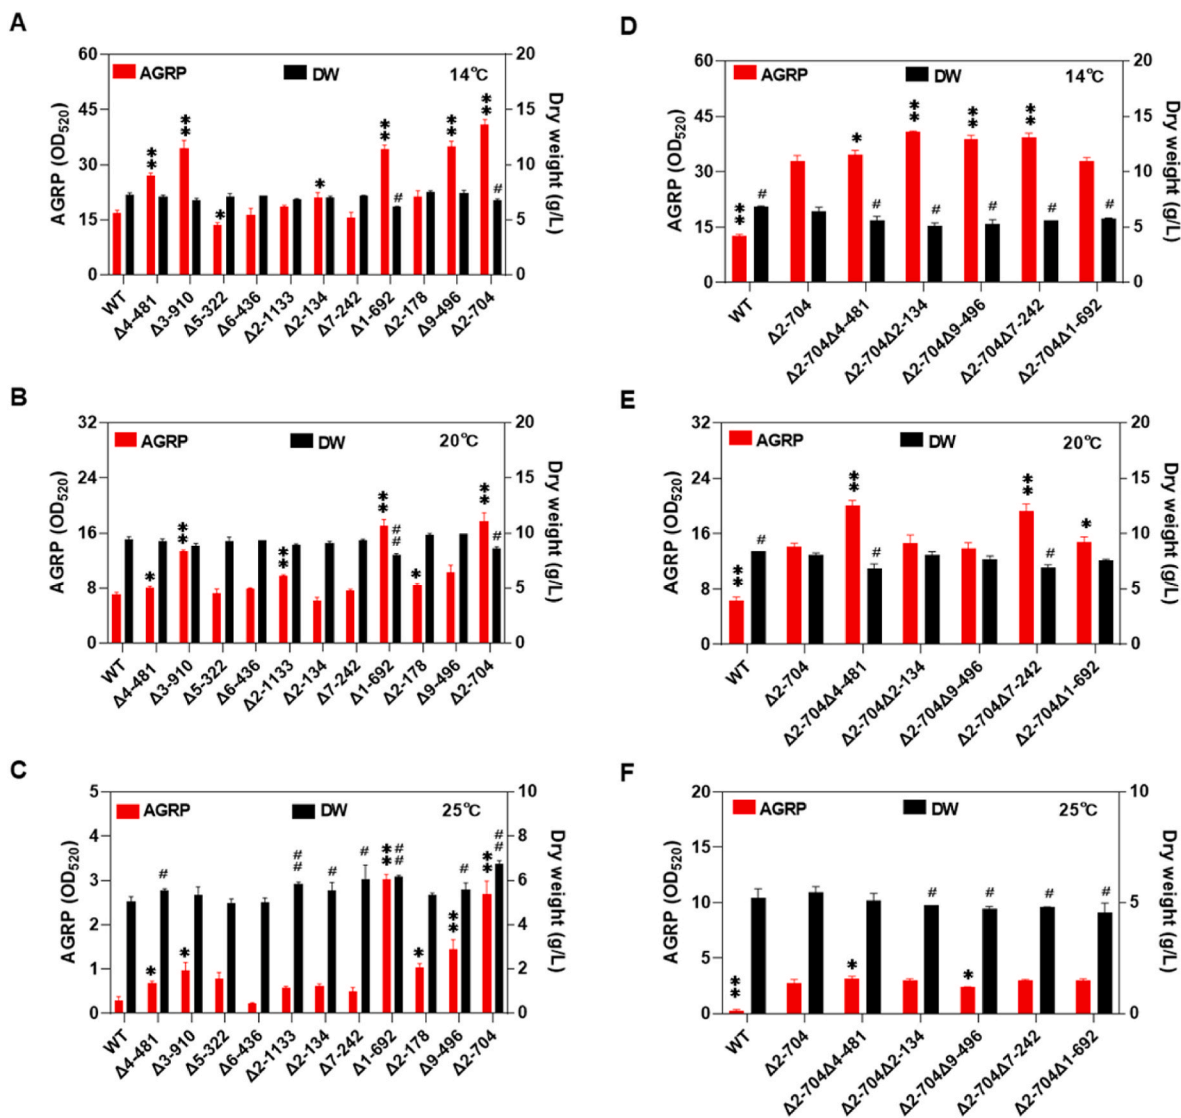 A
AGRP DW 14°C
60
45
30
15
0
AGRP (OD520)
20
15
10
5
0
Dry weight (g/L)
** ** * * ** # ** ** #
WT Δ4-481 Δ3-910 Δ5-322 Δ6-436 Δ2-1133 Δ2-134 Δ7-242 Δ1-692 Δ2-178 Δ9-496 Δ2-704
D
AGRP DW 14°C
60
45
30
15
0
AGRP (OD520)
20
15
10
5
0
Dry weight (g/L)
** # * # ** # ** # ** # #
WT Δ2-704 Δ2-704Δ4-481 Δ2-704Δ2-134 Δ2-704Δ9-496 Δ2-704Δ7-242 Δ2-704Δ1-692
B
AGRP DW 20°C
32
24
16
8
0
AGRP (OD520)
20
15
10
5
0
Dry weight (g/L)
* ** ** ** ## * ** #
WT Δ4-481 Δ3-910 Δ5-322 Δ6-436 Δ2-1133 Δ2-134 Δ7-242 Δ1-692 Δ2-178 Δ9-496 Δ2-704
E
AGRP DW 20°C
32
24
16
8
0
AGRP (OD520)
20
15
10
5
0
Dry weight (g/L)
** # ** # ** # *
WT Δ2-704 Δ2-704Δ4-481 Δ2-704Δ2-134 Δ2-704Δ9-496 Δ2-704Δ7-242 Δ2-704Δ1-692
C
AGRP DW 25°C
5
4
3
2
1
0
AGRP (OD520)
10
8
6
4
2
0
Dry weight (g/L)
* # * ## # # ** ## * ** # ** ##
WT Δ4-481 Δ3-910 Δ5-322 Δ6-436 Δ2-1133 Δ2-134 Δ7-242 Δ1-692 Δ2-178 Δ9-496 Δ2-704
F
AGRP DW 25°C
20
15
10
5
0
AGRP (OD520)
10
5
0
Dry weight (g/L)
** * # * # # #
WT Δ2-704 Δ2-704Δ4-481 Δ2-704Δ2-134 Δ2-704Δ9-496 Δ2-704Δ7-242 Δ2-704Δ1-692